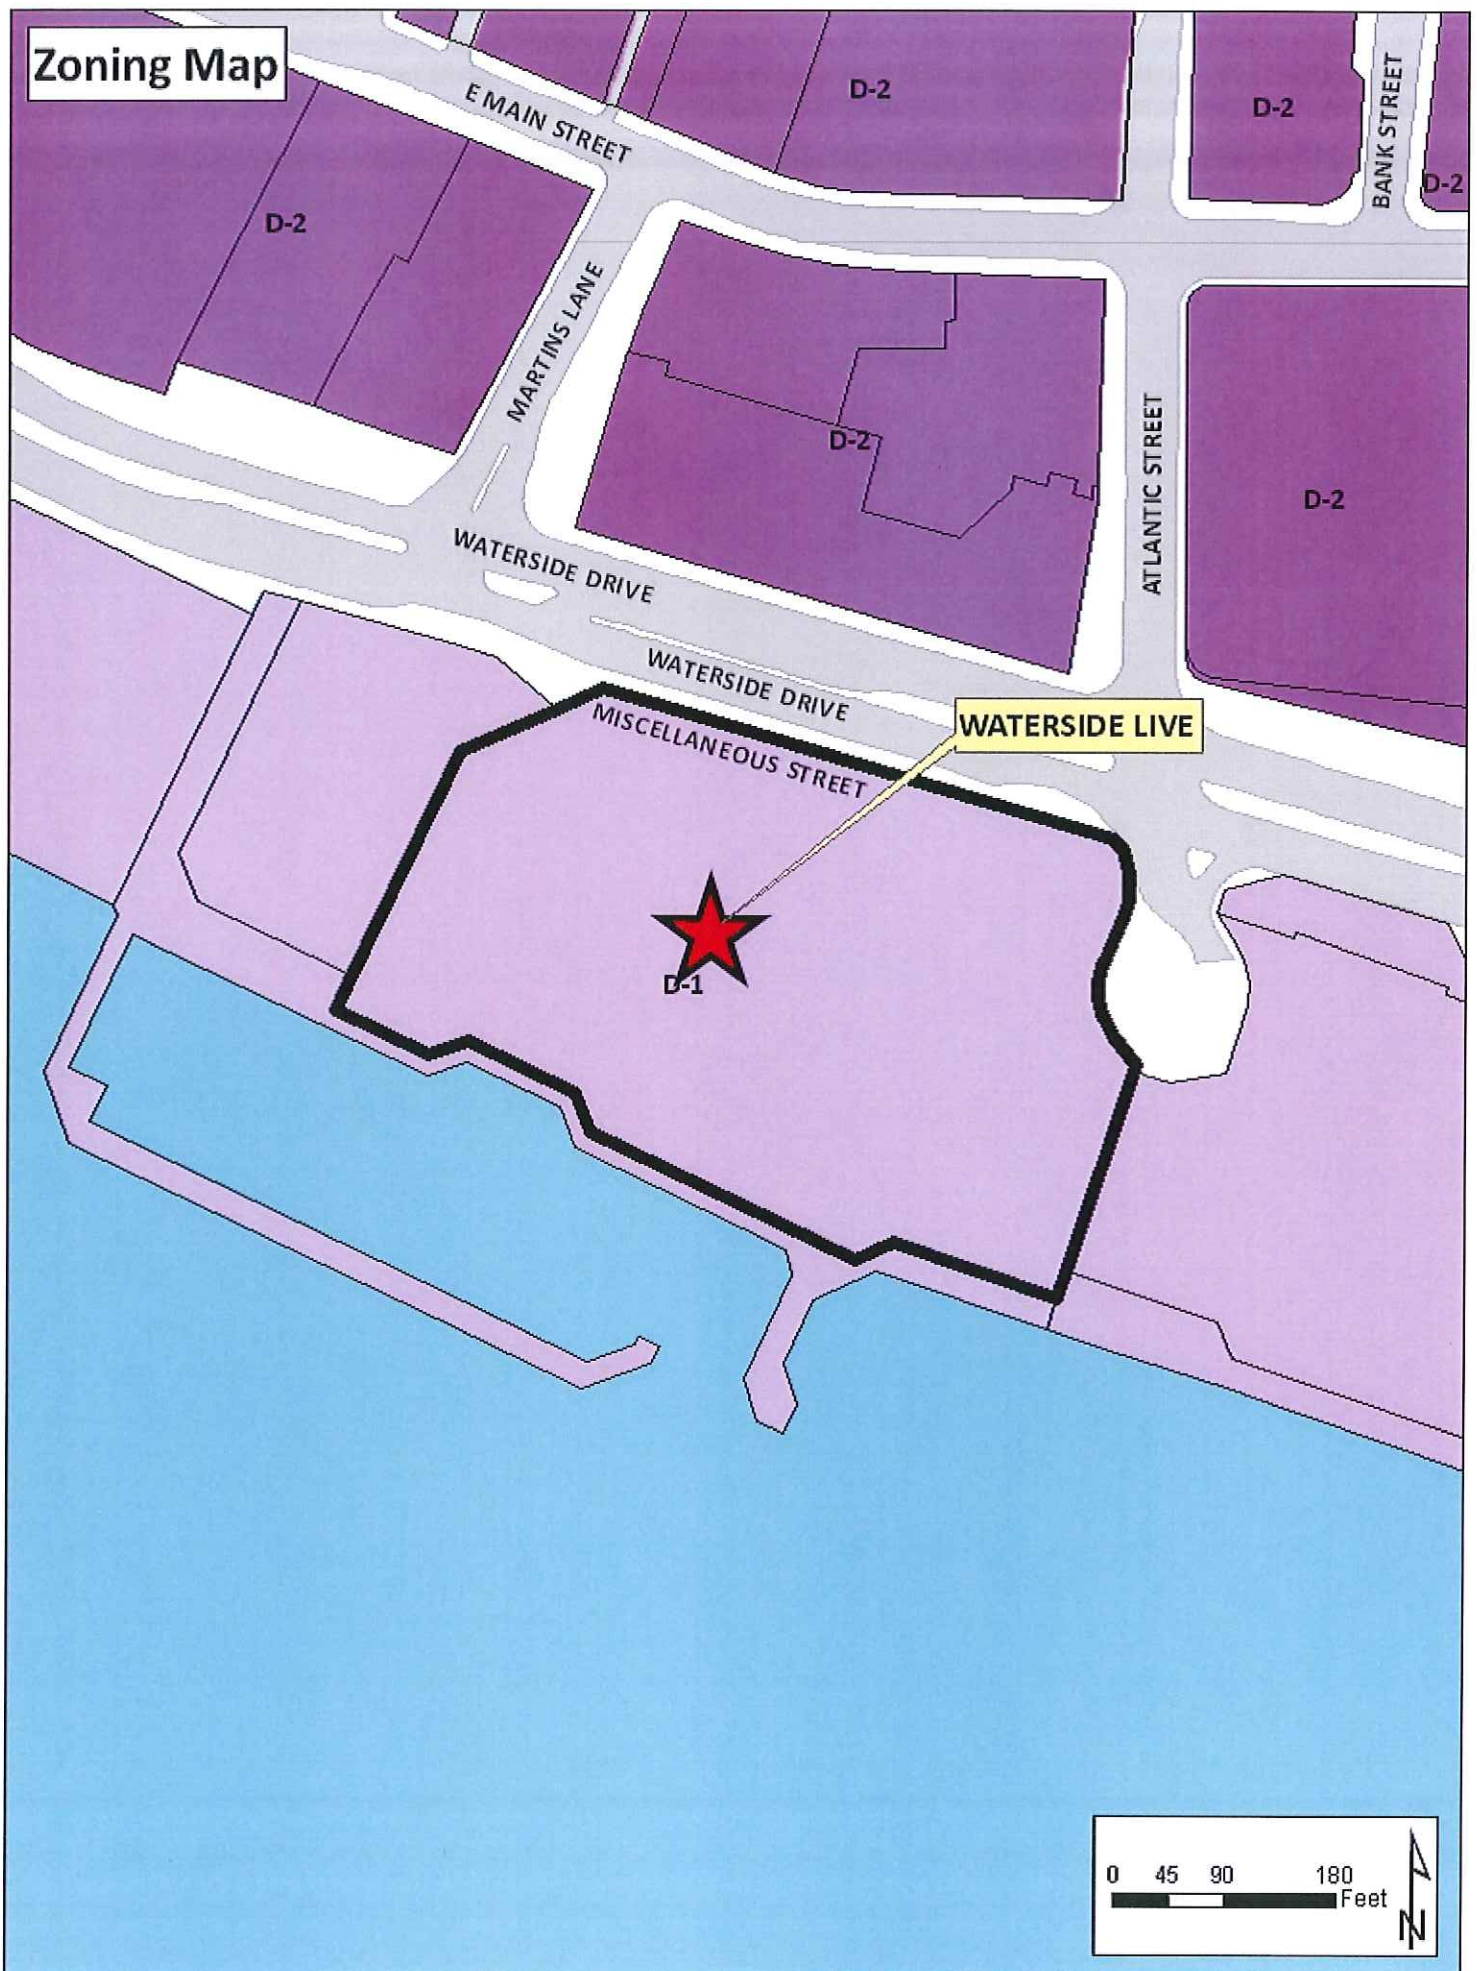 Zoning Map
E MAIN STREET
D-2
D-2
BANK STREET
D-2
D-2
MARTINS LANE
D-2
ATLANTIC STREET
D-2
WATERSIDE DRIVE
WATERSIDE DRIVE
MISCELLANEOUS STREET
WATERSIDE LIVE
D-1
0 45 90 180
Feet
N